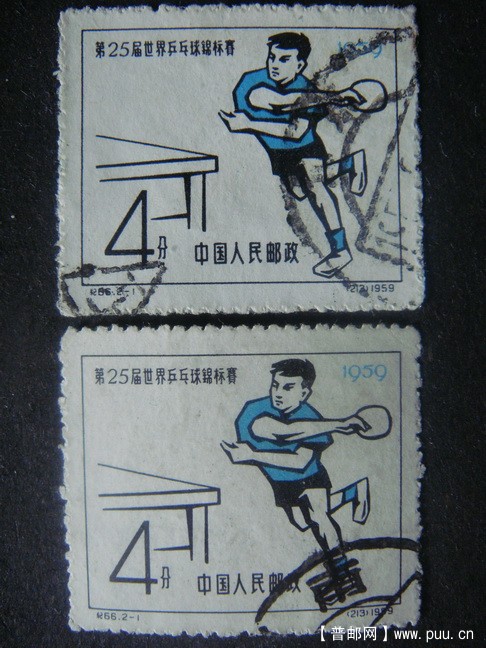 第25届世界乒乓球锦标赛
1959
4分
中国人民邮政
纪66.2-1
(213)1959
第25届世界乒乓球锦标赛
1959
4分
中国人民邮政
纪66.2-1
(213)1959
南
【普邮网】www.puu.cn